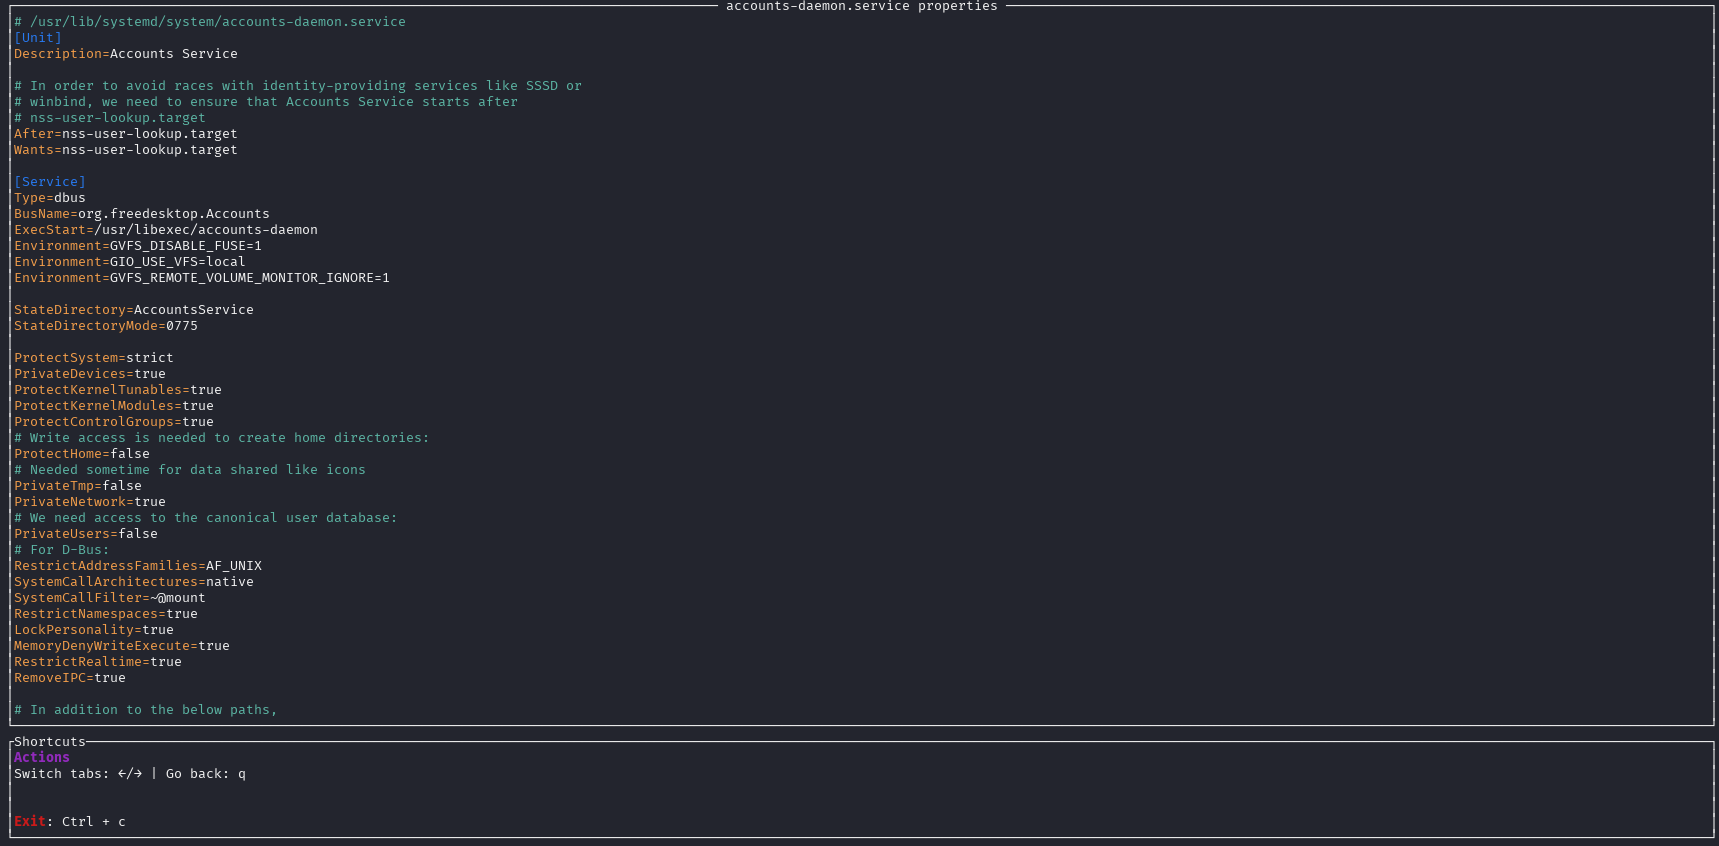 accounts-daemon.service properties
# /usr/lib/systemd/system/accounts-daemon.service
[Unit]
Description=Accounts Service
# In order to avoid races with identity-providing services like SSSD or
# winbind, we need to ensure that Accounts Service starts after
# nss-user-lookup.target
After=nss-user-lookup.target
Wants=nss-user-lookup.target
[Service]
Type=dbus
BusName=org.freedesktop.Accounts
ExecStart=/usr/libexec/accounts-daemon
Environment=GVFS_DISABLE_FUSE=1
Environment=GIO_USE_VFS=local
Environment=GVFS_REMOTE_VOLUME_MONITOR_IGNORE=1
StateDirectory=AccountsService
StateDirectoryMode=0775
ProtectSystem=strict
PrivateDevices=true
ProtectKernelTunables=true
ProtectKernelModules=true
ProtectControlGroups=true
# Write access is needed to create home directories:
ProtectHome=false
# Needed sometime for data shared like icons
PrivateTmp=false
PrivateNetwork=true
# We need access to the canonical user database:
PrivateUsers=false
# For D-Bus:
RestrictAddressFamilies=AF_UNIX
SystemCallArchitectures=native
SystemCallFilter=~@mount
RestrictNamespaces=true
LockPersonality=true
MemoryDenyWriteExecute=true
RestrictRealtime=true
RemoveIPC=true
# In addition to the below paths,
Shortcuts
Actions
Switch tabs: ←/→ | Go back: q
Exit: Ctrl + c